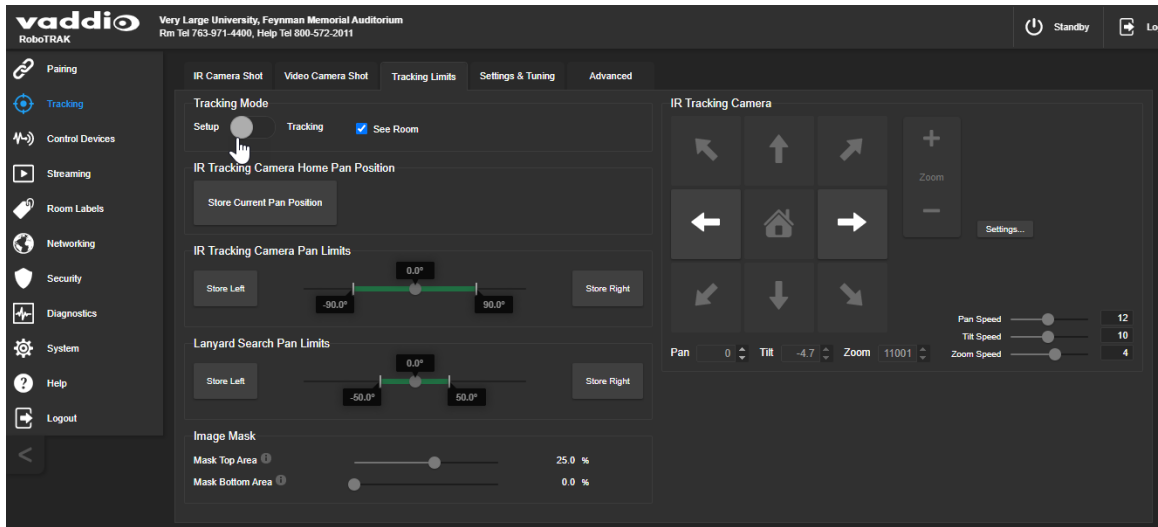 vaddio
RoboTRAK
Very Large University, Feynman Memorial Auditorium
Rm Tel 763-971-4400, Help Tel 800-572-2011
Standby
Lo
Pairing
Tracking
Control Devices
Streaming
Room Labels
Networking
Security
Diagnostics
System
Help
Logout
<
IR Camera Shot
Video Camera Shot
Tracking Limits
Settings & Tuning
Advanced
Tracking Mode
Setup
Tracking
See Room
IR Tracking Camera Home Pan Position
Store Current Pan Position
IR Tracking Camera Pan Limits
Store Left
0.0°
-90.0°
90.0°
Store Right
Lanyard Search Pan Limits
Store Left
0.0°
-50.0°
50.0°
Store Right
Image Mask
Mask Top Area
25.0 %
Mask Bottom Area
0.0 %
IR Tracking Camera
+
Zoom
−
Settings...
Pan Speed 12
Tilt Speed 10
Zoom Speed 4
Pan 0 Tilt -4.7 Zoom 11001